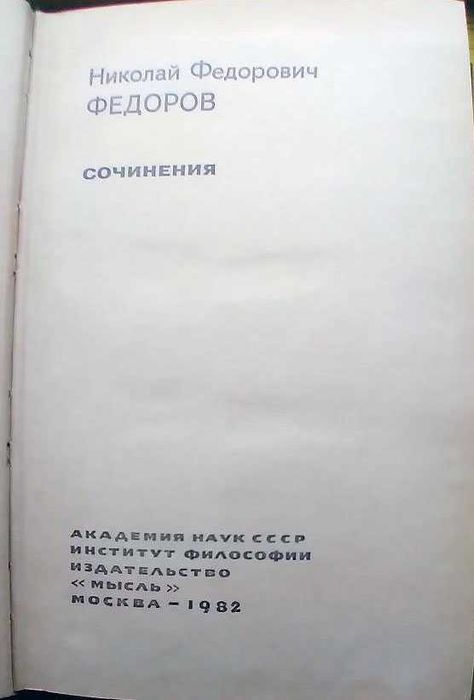 Николай Федорович
ФЕДОРОВ
СОЧИНЕНИЯ
АКАДЕМИЯ НАУК СССР
ИНСТИТУТ ФИЛОСОФИИ
ИЗДАТЕЛЬСТВО
«МЫСЛЬ»
МОСКВА – 1982